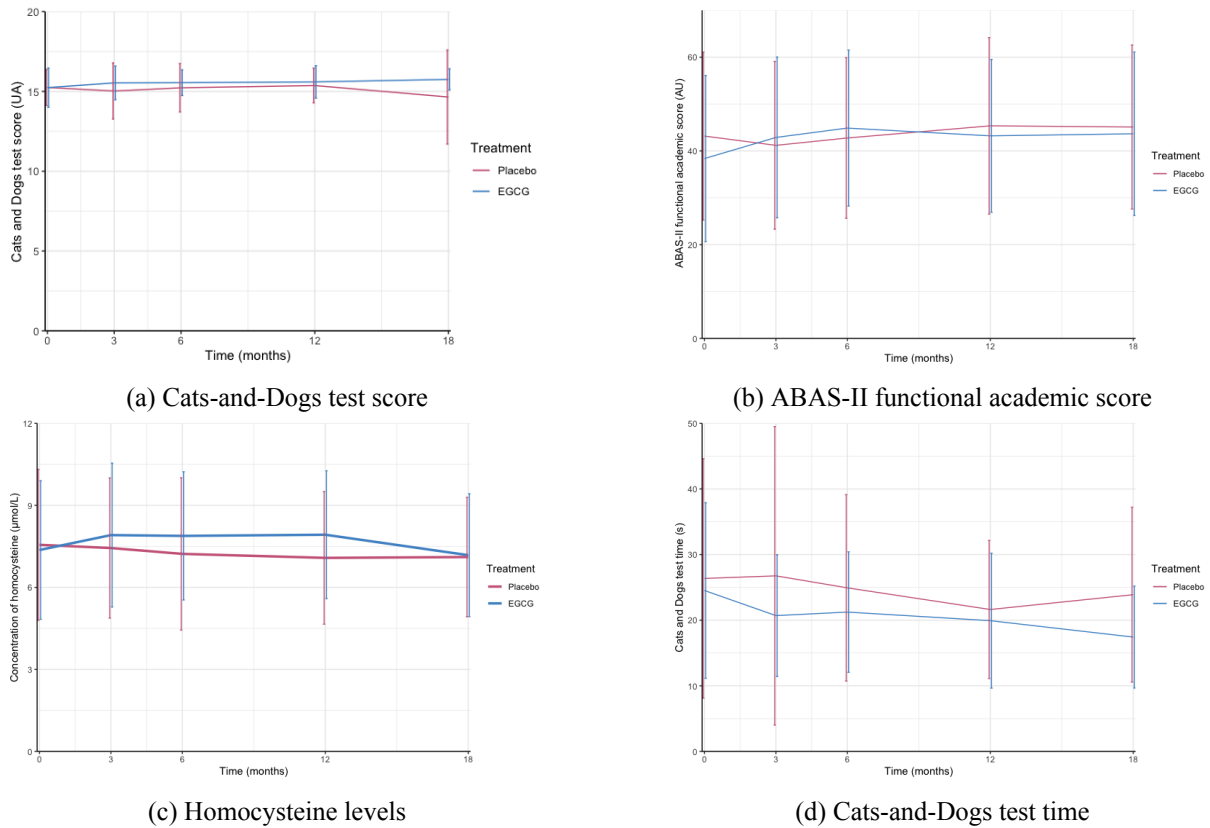 20
15
10
5
0
Cats and Dogs test score (UA)
0 3 6 12 18
Time (months)
Treatment
Placebo
EGCG
(a) Cats-and-Dogs test score
60
40
20
0
ABAS-II functional academic score (AU)
0 3 6 12 18
Time (months)
Treatment
Placebo
EGCG
(b) ABAS-II functional academic score
12
9
6
3
0
Concentration of homocysteine (μmol/L)
0 3 6 12 18
Time (months)
Treatment
Placebo
EGCG
(c) Homocysteine levels
50
40
30
20
10
0
Cats and Dogs test time (s)
0 3 6 12 18
Time (months)
Treatment
Placebo
EGCG
(d) Cats-and-Dogs test time